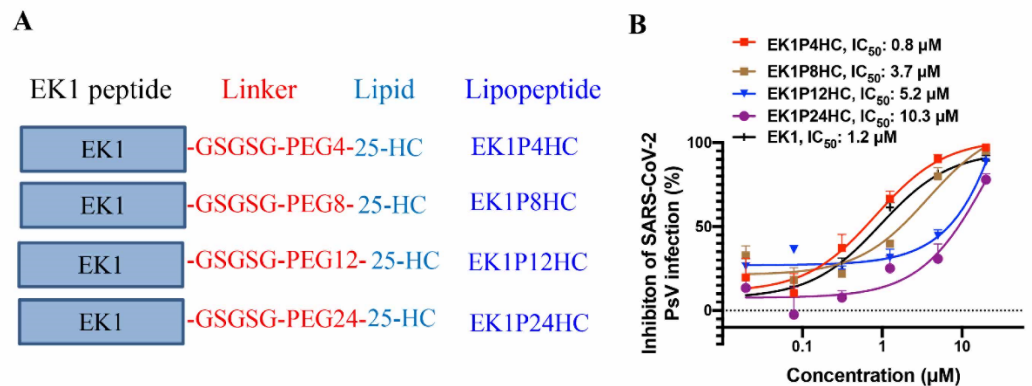 A
EK1 peptide Linker Lipid Lipopeptide
EK1 -GSGSG-PEG4-25-HC EK1P4HC
EK1 -GSGSG-PEG8-25-HC EK1P8HC
EK1 -GSGSG-PEG12-25-HC EK1P12HC
EK1 -GSGSG-PEG24-25-HC EK1P24HC
B
EK1P4HC, IC50: 0.8 µM
EK1P8HC, IC50: 3.7 µM
EK1P12HC, IC50: 5.2 µM
EK1P24HC, IC50: 10.3 µM
EK1, IC50: 1.2 µM
Inhibiton of SARS-CoV-2
PsV infection (%)
100
50
0
0.1 1 10
Concentration (µM)